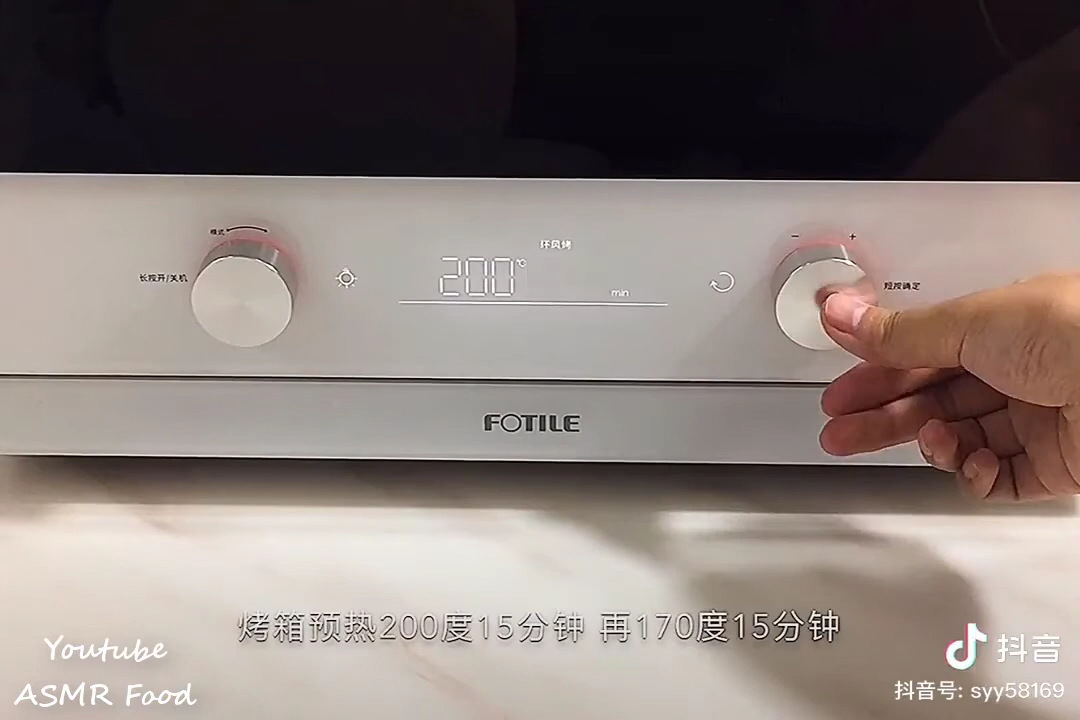 模式
环风烤
- +
长按开/关机
200℃
min
短按确定
FOTILE
烤箱预热200度15分钟 再170度15分钟
Youtube
ASMR Food
抖音
抖音号: syy58169